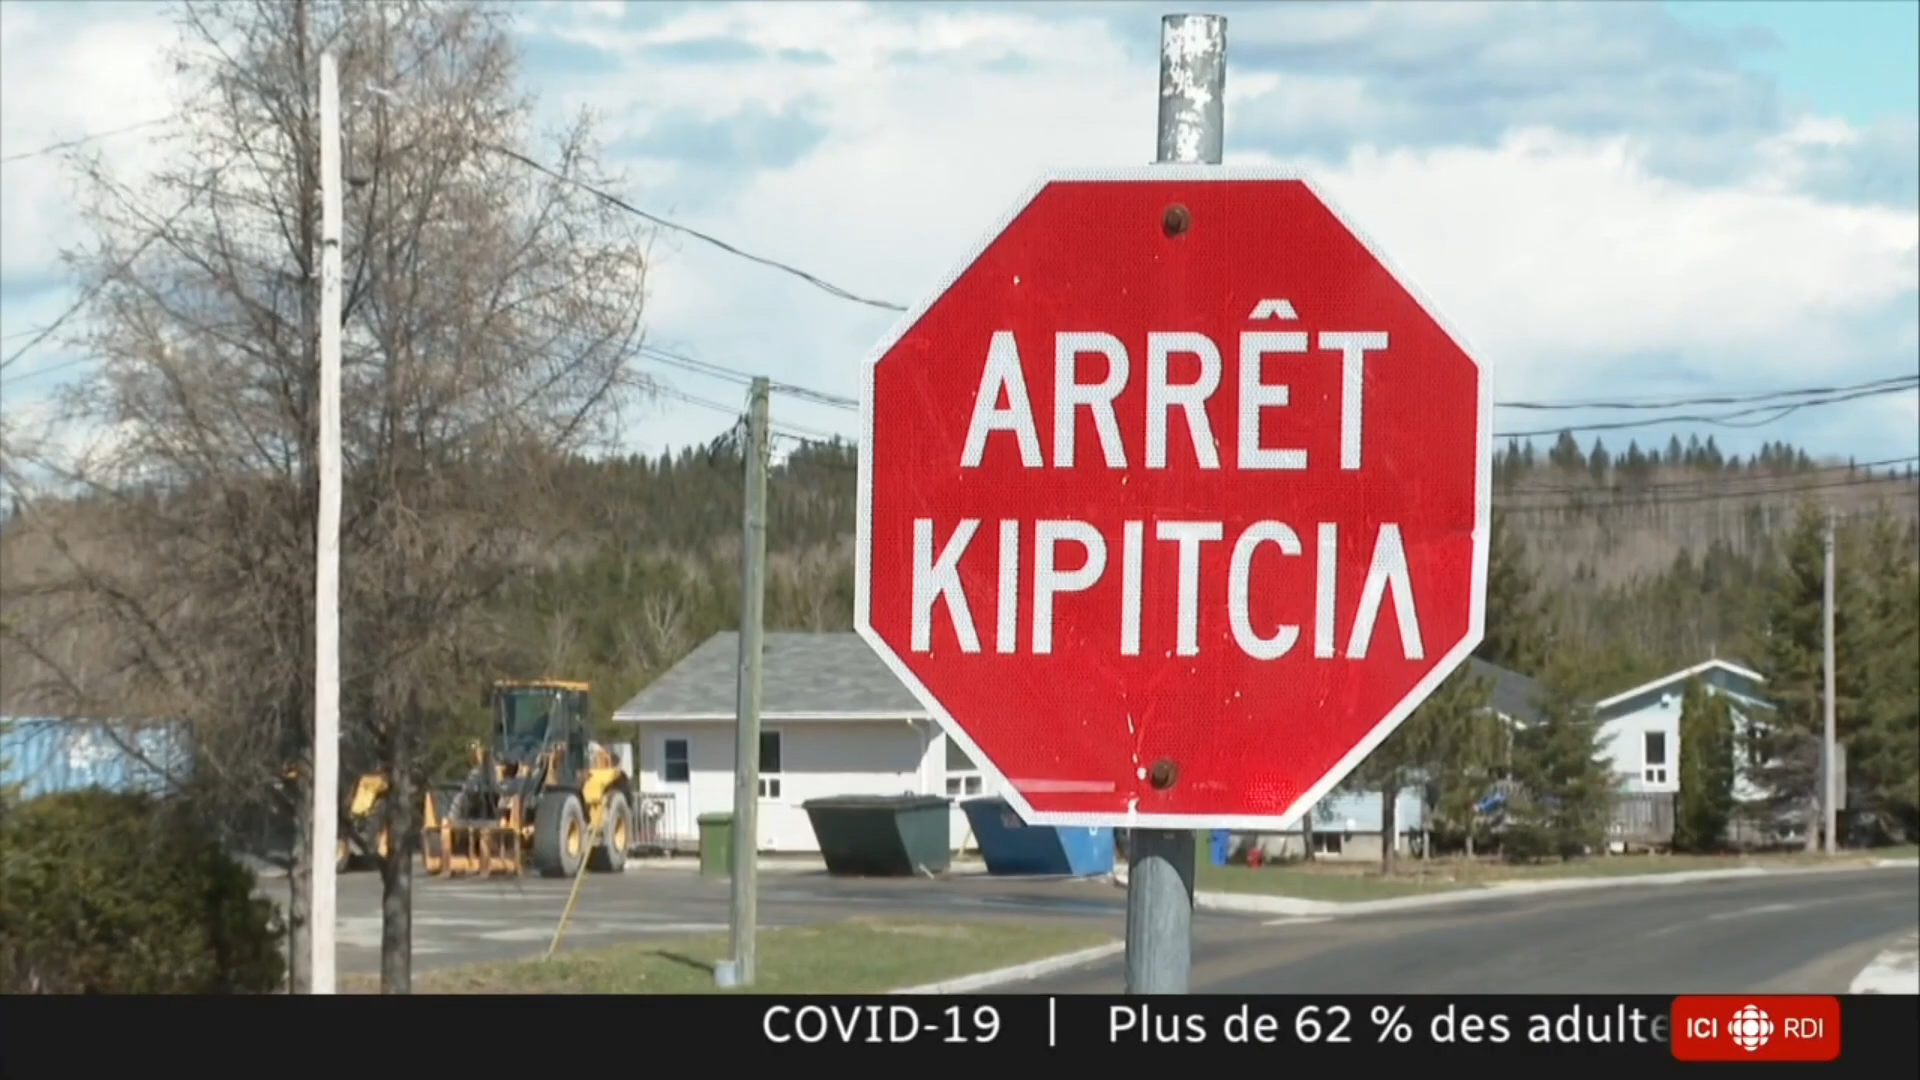 ARRÊT
KIPITCIΛ
COVID-19 | Plus de 62 % des adulte
ICI RDI